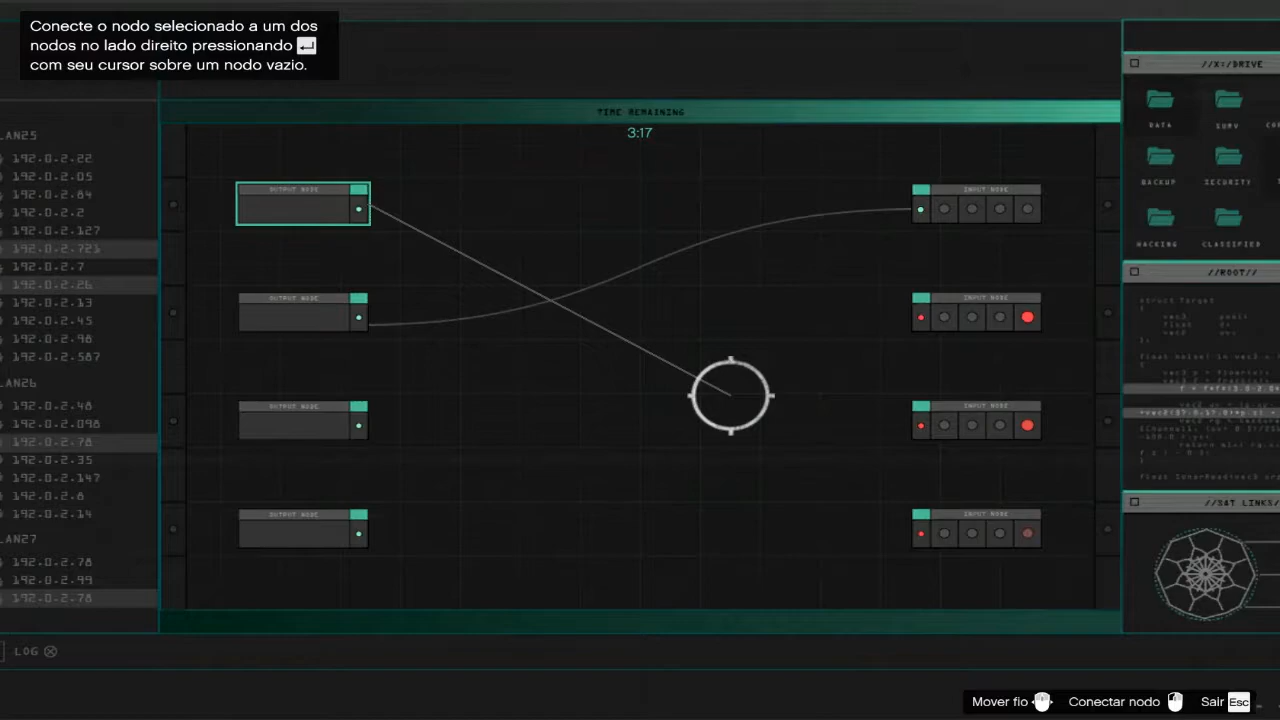 Conecte o nodo selecionado a um dos
nodos no lado direito pressionando
com seu cursor sobre um nodo vazio.
TIME REMAINING
3:17
LAN25
192.0.2.22
192.0.2.05
192.0.2.84
192.0.2.2
192.0.2.127
192.0.2.721
192.0.2.7
192.0.2.26
192.0.2.13
192.0.2.45
192.0.2.98
192.0.2.587
LAN26
192.0.2.48
192.0.2.098
192.0.2.78
192.0.2.35
192.0.2.147
192.0.2.8
192.0.2.14
LAN27
192.0.2.78
192.0.2.99
192.0.2.78
OUTPUT NODE
OUTPUT NODE
OUTPUT NODE
OUTPUT NODE
INPUT NODE
INPUT NODE
INPUT NODE
INPUT NODE
//X:/DRIVE
DATA
SURV
BACKUP
SECURITY
HACKING
CLASSIFIED
//ROOT//
struct Target
//SAT LINKS/
LOG
Mover fio
Conectar nodo
Sair Esc